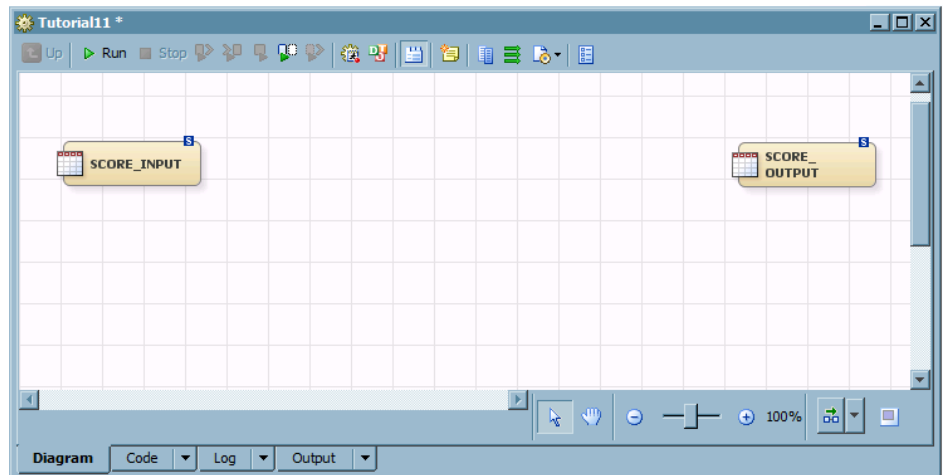 Tutorial11 *
Up Run Stop
SCORE_INPUT
S
SCORE_
OUTPUT
S
100%
Diagram Code Log Output